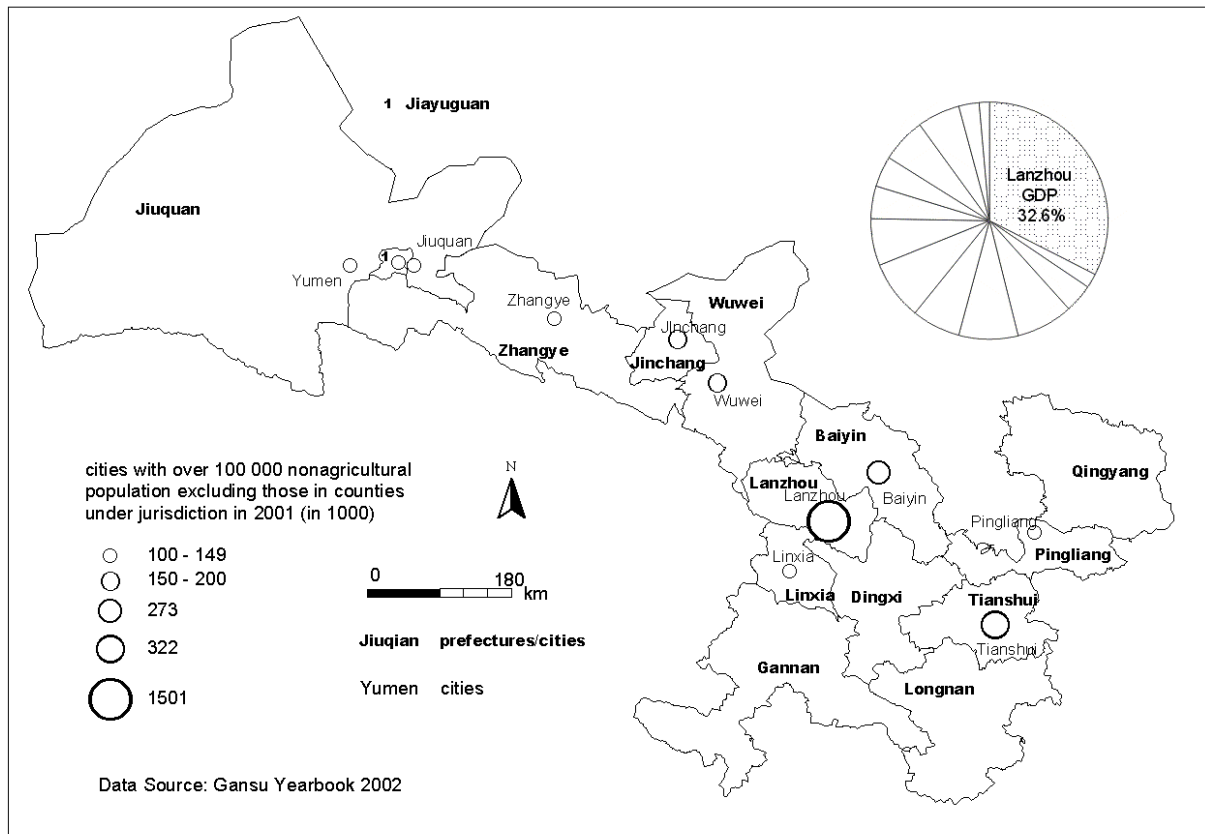 1 Jiayuguan
Lanzhou
GDP
32.6%
Jiuquan
Jiuquan
1
Yumen
Zhangye
Zhangye
Wuwei
Jinchang
Jinchang
Wuwei
Baiyin
Qingyang
Lanzhou
Lanzhou
Baiyin
Pingliang
Pingliang
Linxia
Linxia
Dingxi
Tianshui
Tianshui
Gannan
Longnan
cities with over 100 000 nonagricultural
population excluding those in counties
under jurisdiction in 2001 (in 1000)
100 - 149
150 - 200
273
322
1501
N
0 180
km
Jiuqian prefectures/cities
Yumen cities
Data Source: Gansu Yearbook 2002